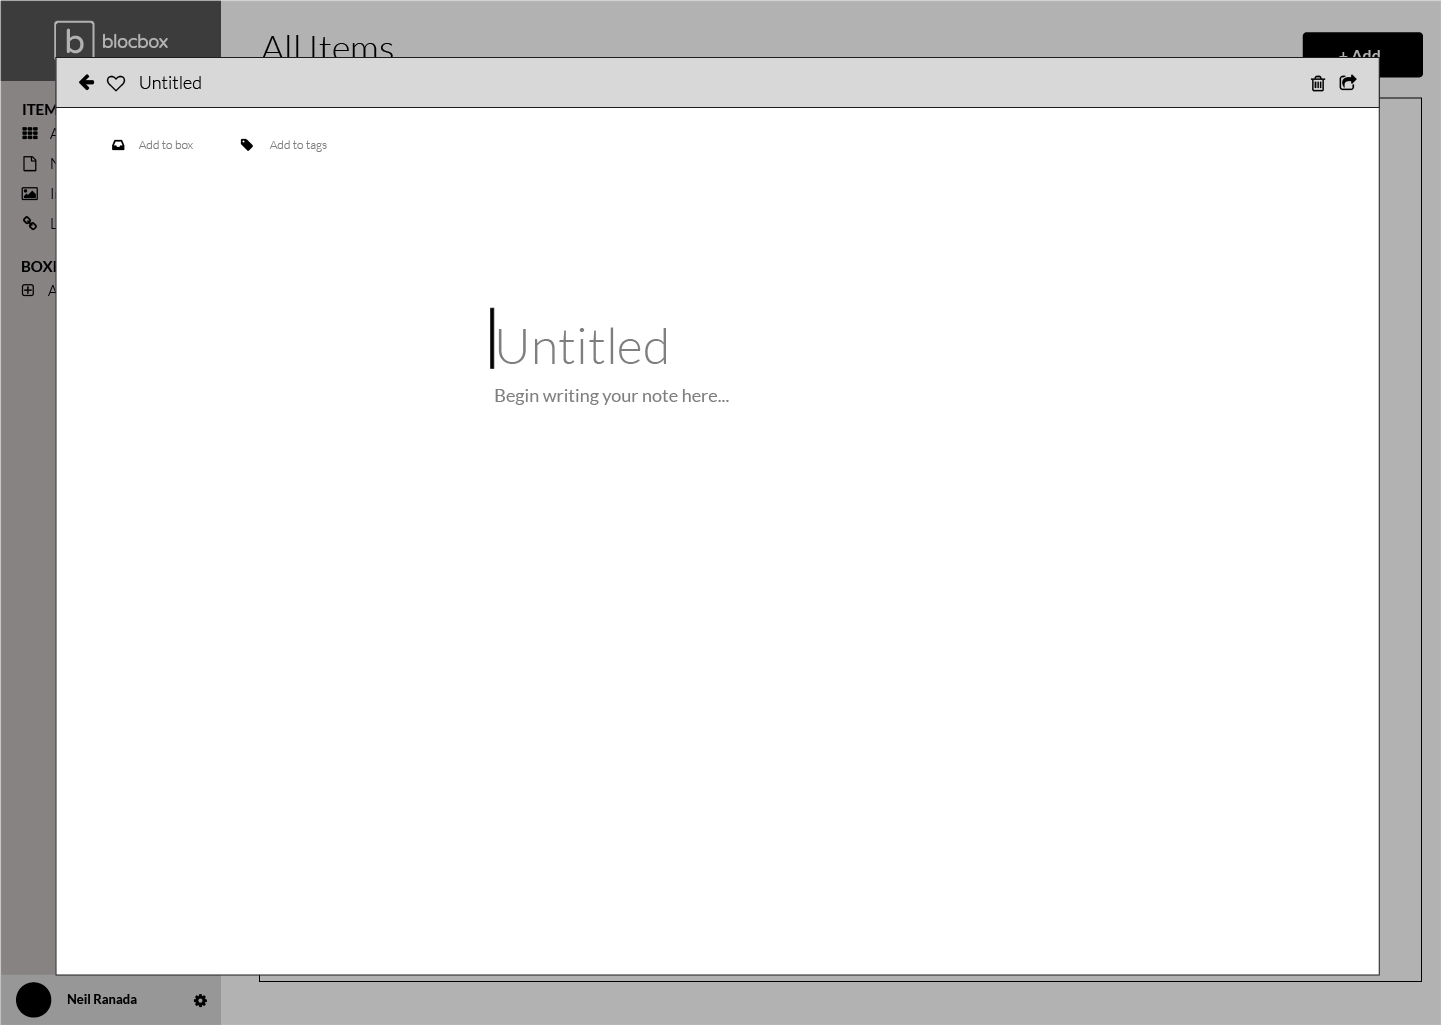 b blocbox
All Items
+ Add
Untitled
ITEM
Add to box
Add to tags
BOX
Untitled
Begin writing your note here...
Neil Ranada